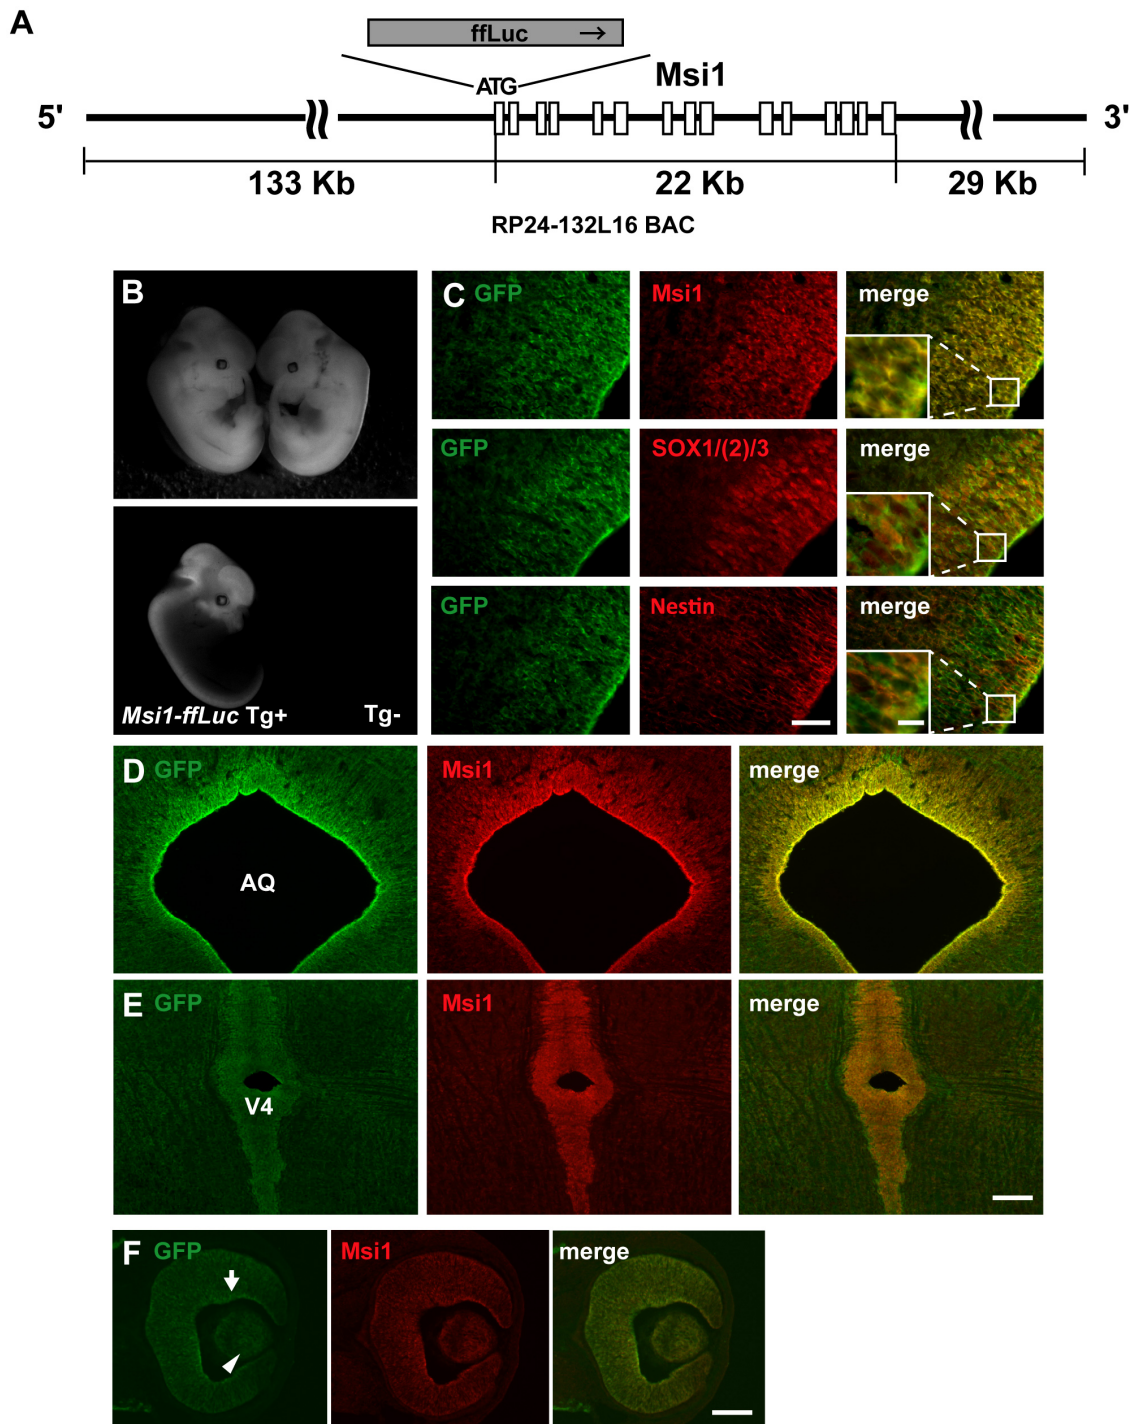 A
ffLuc →
ATG
Msi1
5'
3'
133 Kb
22 Kb
29 Kb
RP24-132L16 BAC
B
Msi1-ffLuc Tg+
Tg-
C GFP
Msi1
merge
GFP
SOX1/(2)/3
merge
GFP
Nestin
merge
D GFP
AQ
Msi1
merge
E GFP
V4
Msi1
merge
F GFP
Msi1
merge